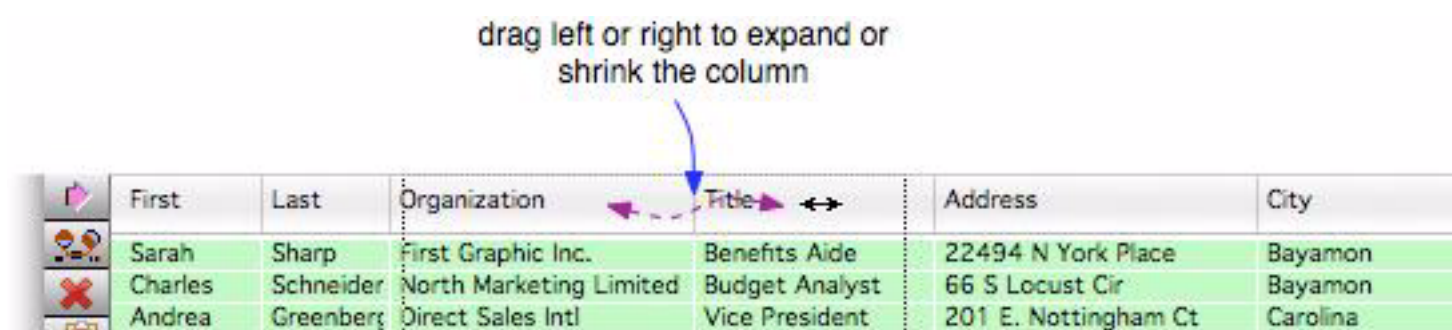 drag left or right to expand or
shrink the column
First Last Organization Title Address City
Sarah Sharp First Graphic Inc. Benefits Aide 22494 N York Place Bayamon
Charles Schneider North Marketing Limited Budget Analyst 66 S Locust Cir Bayamon
Andrea Greenberg Direct Sales Intl Vice President 201 E. Nottingham Ct Carolina